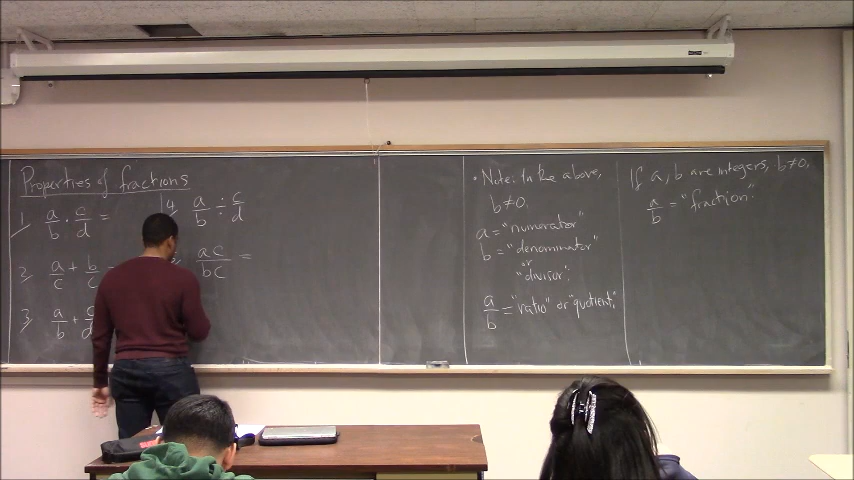 Properties of fractions
1 a/b · c/d =
2 a/c + b/c
3 a/b + c/d
4 a/b ÷ c/d
ac/bc =
• Note: In the above,
b≠0.
a = "numerator"
b = "denominator"
or
"divisor".
a/b = "ratio" or "quotient".
If a, b are integers, b≠0,
a/b = "fraction".